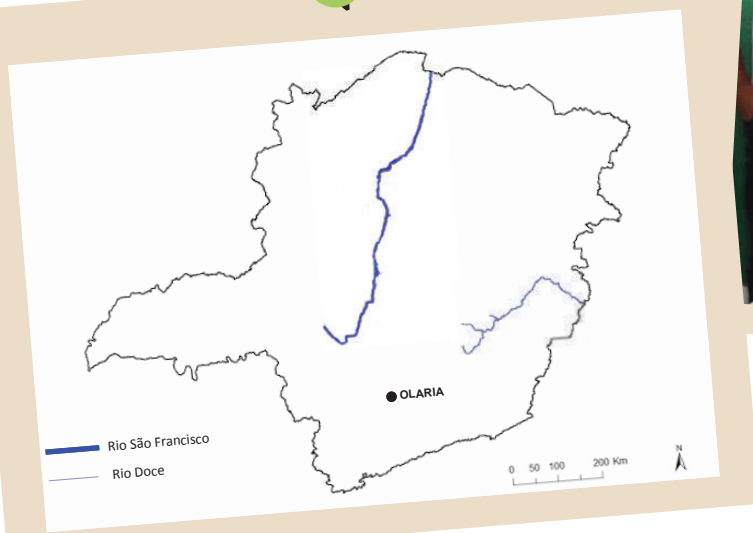 OLARIA
Rio São Francisco
Rio Doce
0 50 100 200 Km
N